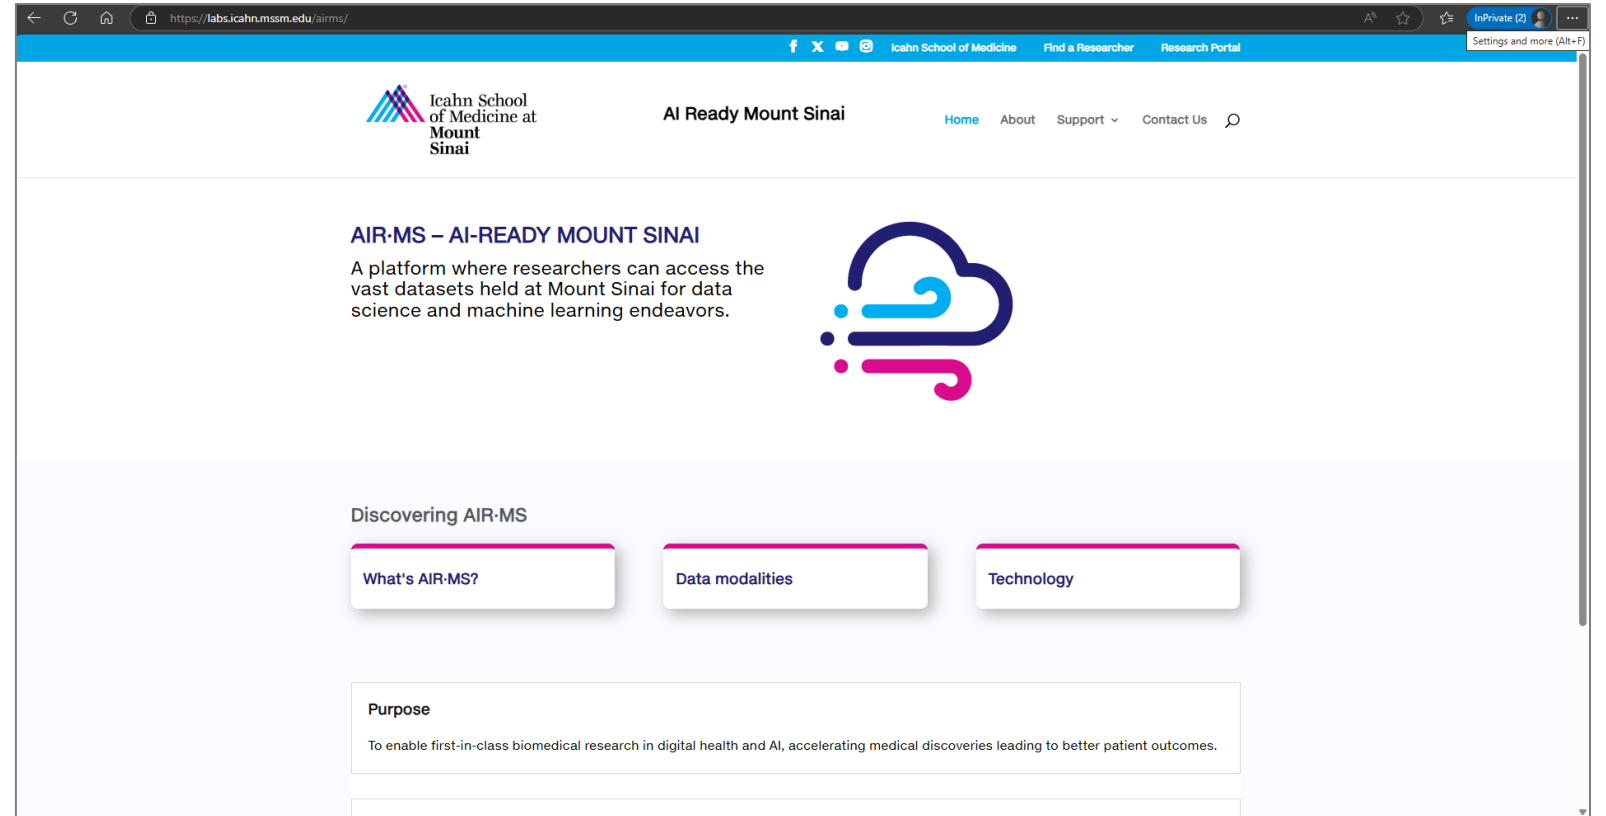 https://labs.icahn.mssm.edu/airms/
InPrivate (2)
Settings and more (Alt+F)
Icahn School of Medicine Find a Researcher Research Portal
Icahn School
of Medicine at
Mount
Sinai
AI Ready Mount Sinai
Home About Support Contact Us
AIR·MS – AI-READY MOUNT SINAI
A platform where researchers can access the
vast datasets held at Mount Sinai for data
science and machine learning endeavors.
Discovering AIR·MS
What's AIR·MS? Data modalities Technology
Purpose
To enable first-in-class biomedical research in digital health and AI, accelerating medical discoveries leading to better patient outcomes.